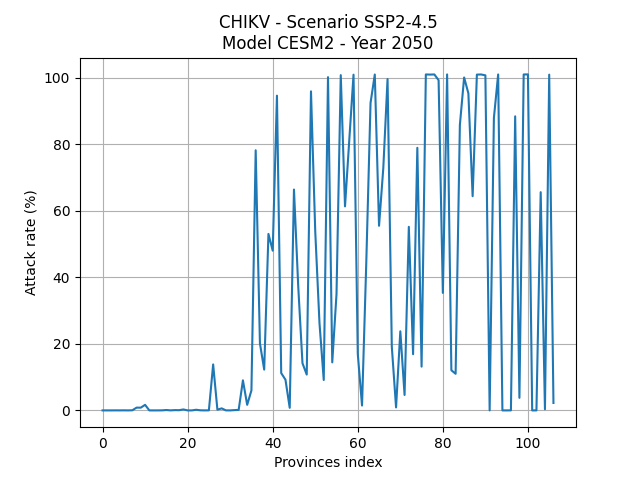 CHIKV - Scenario SSP2-4.5
Model CESM2 - Year 2050
Attack rate (%)
100
80
60
40
20
0
0 20 40 60 80 100
Provinces index